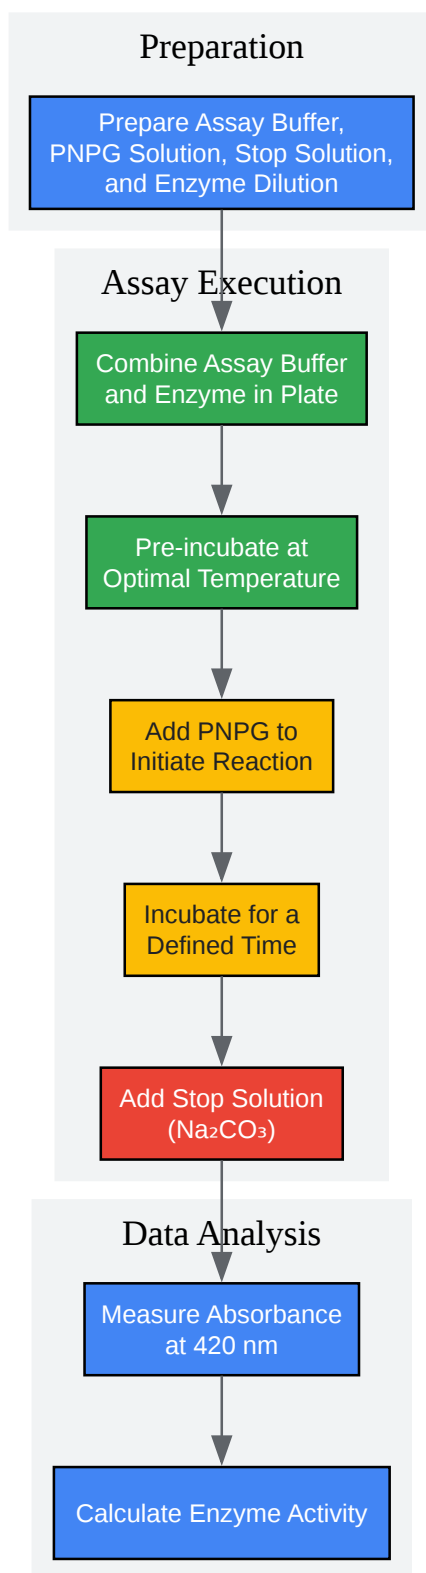 Preparation
Prepare Assay Buffer,
PNPG Solution, Stop Solution,
and Enzyme Dilution
Assay Execution
Combine Assay Buffer
and Enzyme in Plate
Pre-incubate at
Optimal Temperature
Add PNPG to
Initiate Reaction
Incubate for a
Defined Time
Add Stop Solution
(Na₂CO₃)
Data Analysis
Measure Absorbance
at 420 nm
Calculate Enzyme Activity